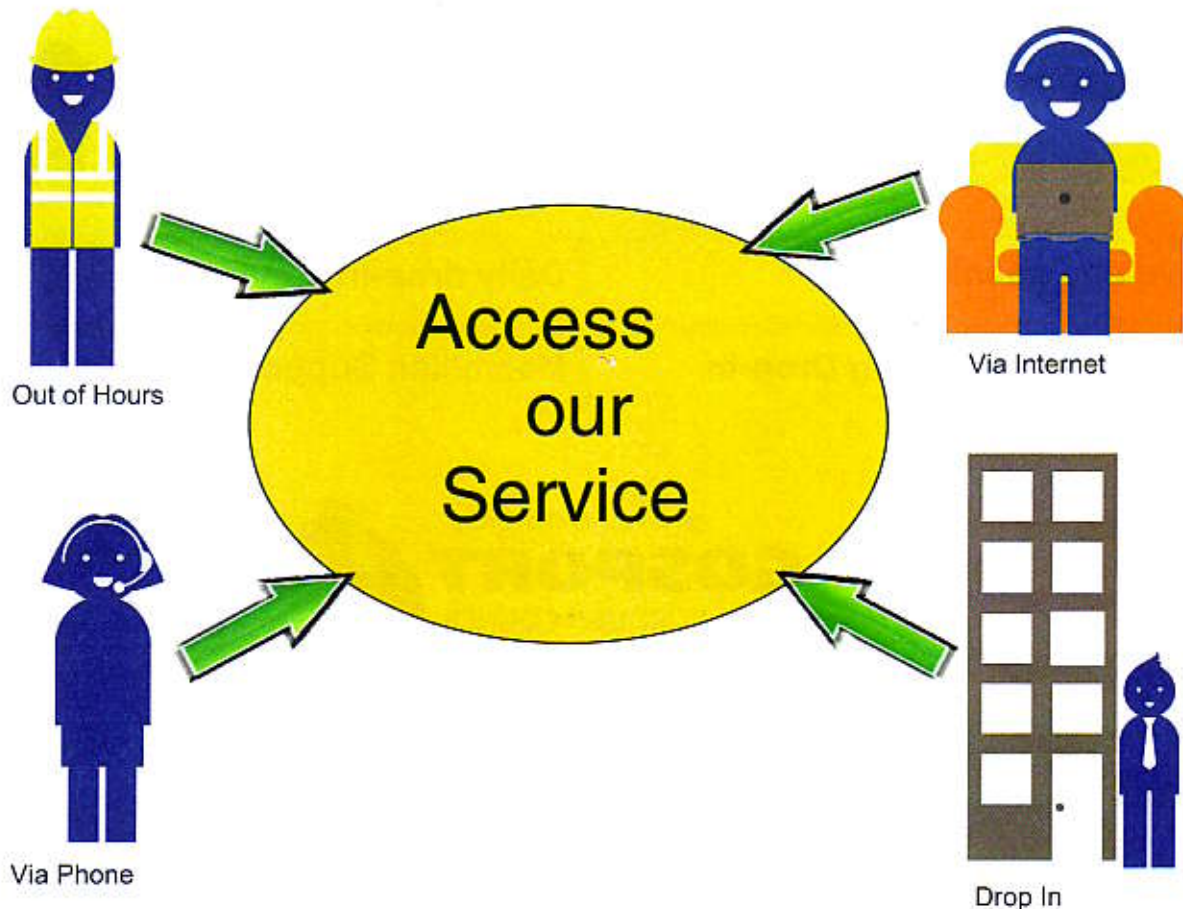 Out of Hours
Via Internet
Access
our
Service
Via Phone
Drop In